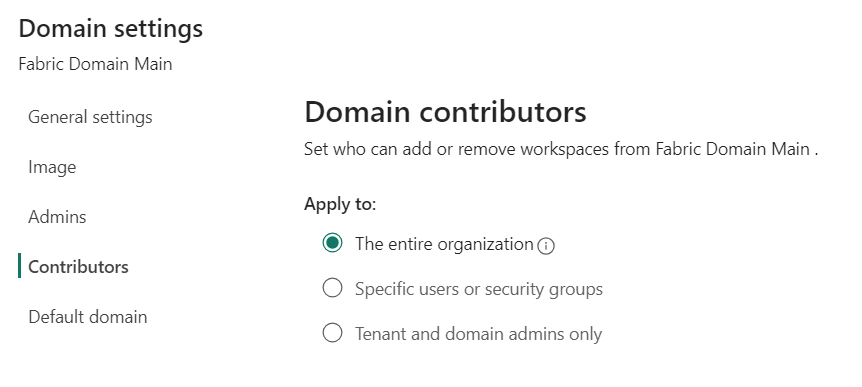 Domain settings
Fabric Domain Main
General settings
Image
Admins
Contributors
Default domain
Domain contributors
Set who can add or remove workspaces from Fabric Domain Main .
Apply to:
The entire organization
Specific users or security groups
Tenant and domain admins only